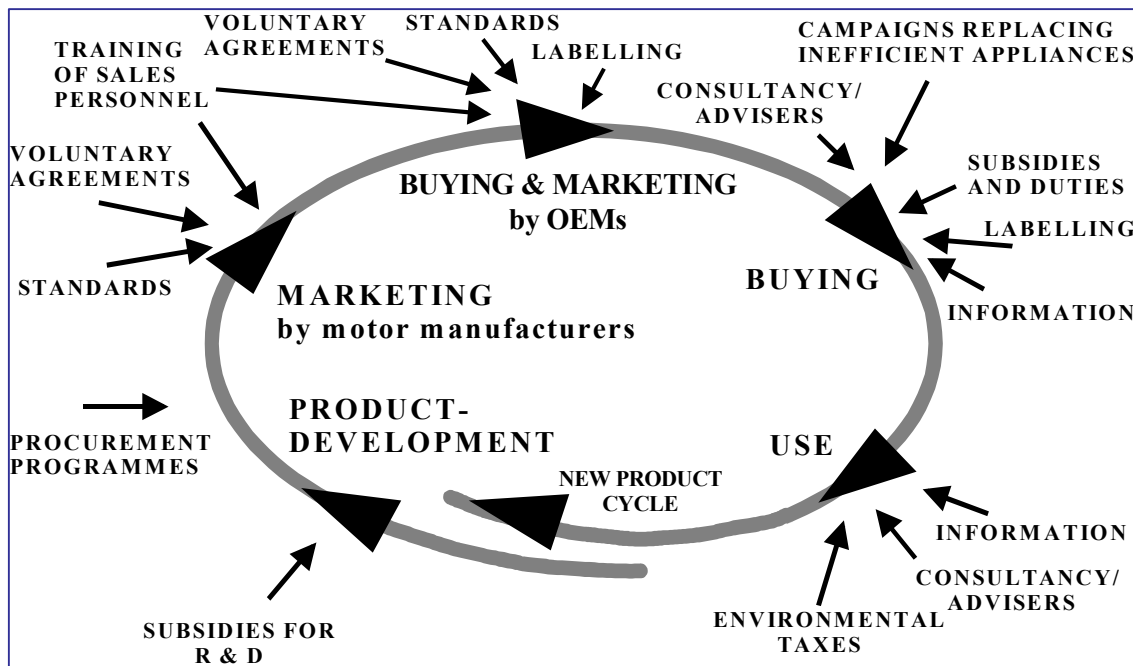 VOLUNTARY
AGREEMENTS
STANDARDS
LABELLING
CAMPAIGNS REPLACING
INEFFICIENT APPLIANCES
TRAINING
OF SALES
PERSONNEL
CONSULTANCY/
ADVISERS
VOLUNTARY
AGREEMENTS
STANDARDS
BUYING & MARKETING
by OEMs
SUBSIDIES
AND DUTIES
LABELLING
INFORMATION
BUYING
MARKETING
by motor manufacturers
PRODUCT-
DEVELOPMENT
PROCUREMENT
PROGRAMMES
USE
NEW PRODUCT
CYCLE
INFORMATION
CONSULTANCY/
ADVISERS
ENVIRONMENTAL
TAXES
SUBSIDIES FOR
R & D